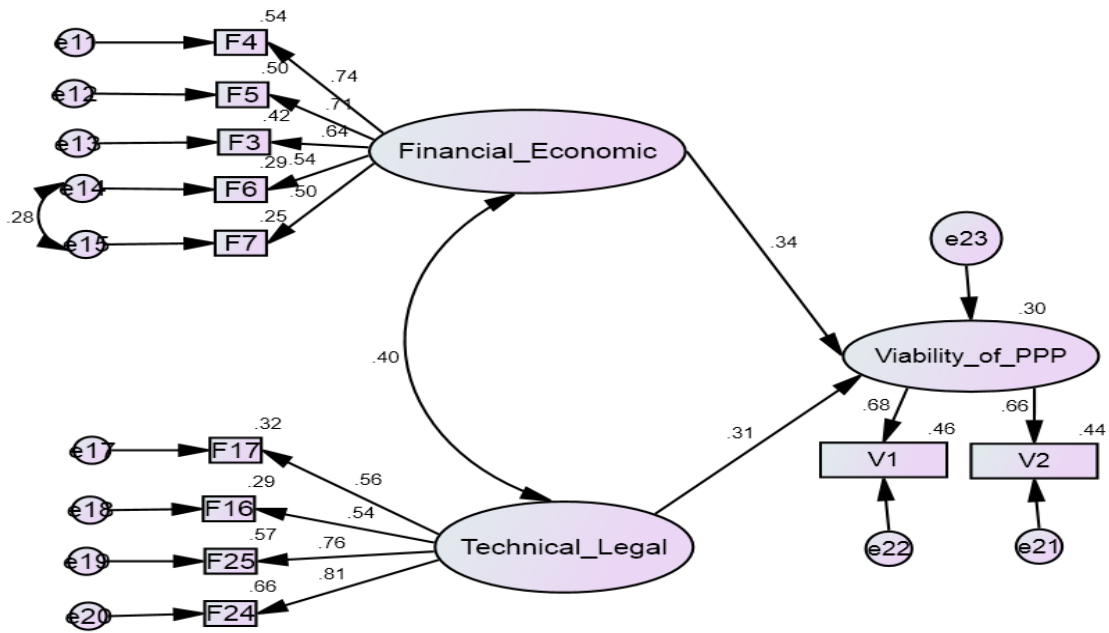 .54
e11
F4
.74
.50
e12
F5
.71
.42
e13
F3
.64
Financial_Economic
.29
.54
e14
F6
.50
.28
.25
e15
F7
.34
e23
.30
.40
Viability_of_PPP
.68
.66
.32
.31
.46
.44
e17
F17
V1
V2
.56
.29
e18
F16
.54
.57
.76
Technical_Legal
e22
e21
e19
F25
.81
.66
e20
F24